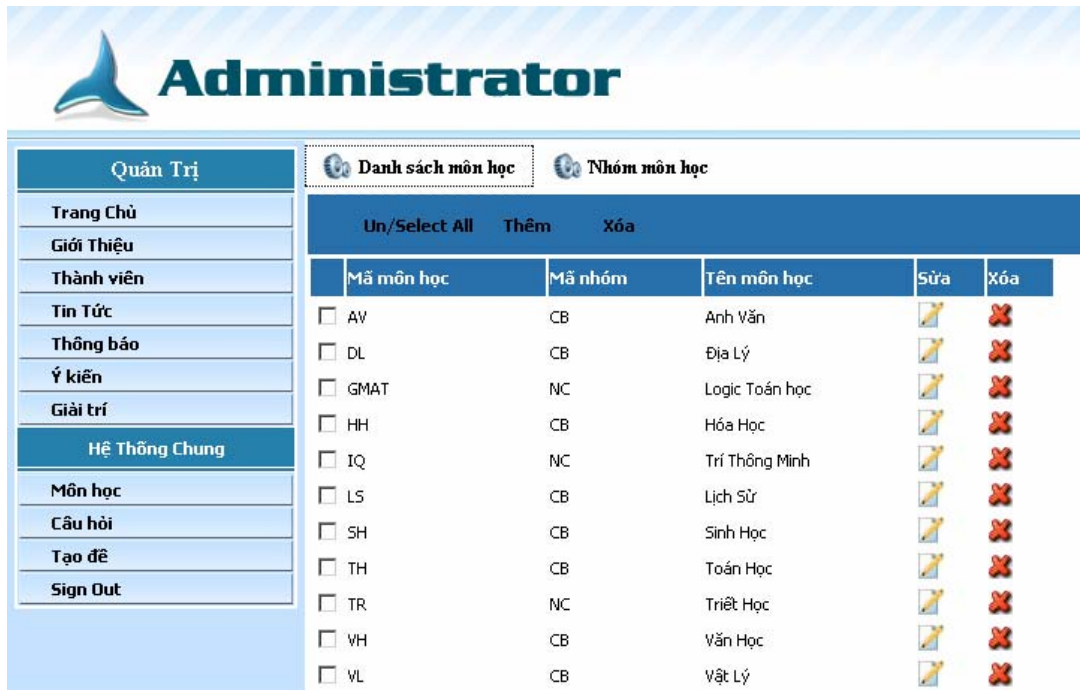 Administrator
Quản Trị
Trang Chủ
Giới Thiệu
Thành viên
Tin Tức
Thông báo
Ý kiến
Giải trí
Hệ Thống Chung
Môn học
Câu hỏi
Tạo đề
Sign Out
Danh sách môn học Nhóm môn học
Un/Select All Thêm Xóa
Mã môn học Mã nhóm Tên môn học Sửa Xóa
AV CB Anh Văn
DL CB Địa Lý
GMAT NC Logic Toán học
HH CB Hóa Học
IQ NC Trí Thông Minh
LS CB Lịch Sử
SH CB Sinh Học
TH CB Toán Học
TR NC Triết Học
VH CB Văn Học
VL CB Vật Lý